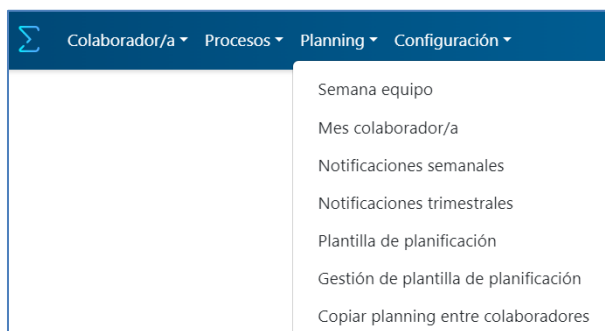 Colaborador/a Procesos Planning Configuración
Semana equipo
Mes colaborador/a
Notificaciones semanales
Notificaciones trimestrales
Plantilla de planificación
Gestión de plantilla de planificación
Copiar planning entre colaboradores